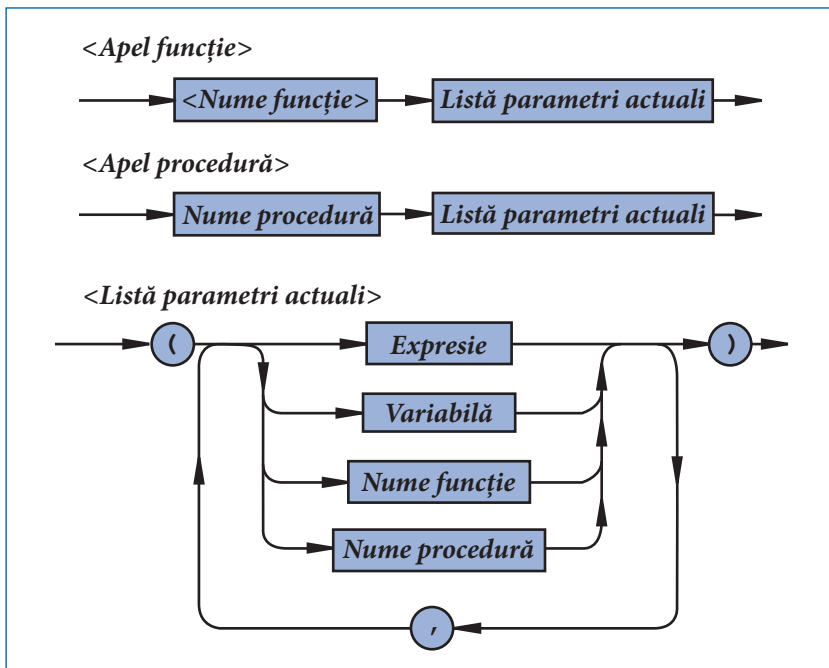 <Apel funcție>
<Nume funcție> Listă parametri actuali
<Apel procedură>
Nume procedură Listă parametri actuali
<Listă parametri actuali>
( Expresie )
Variabilă
Nume funcție
Nume procedură
,